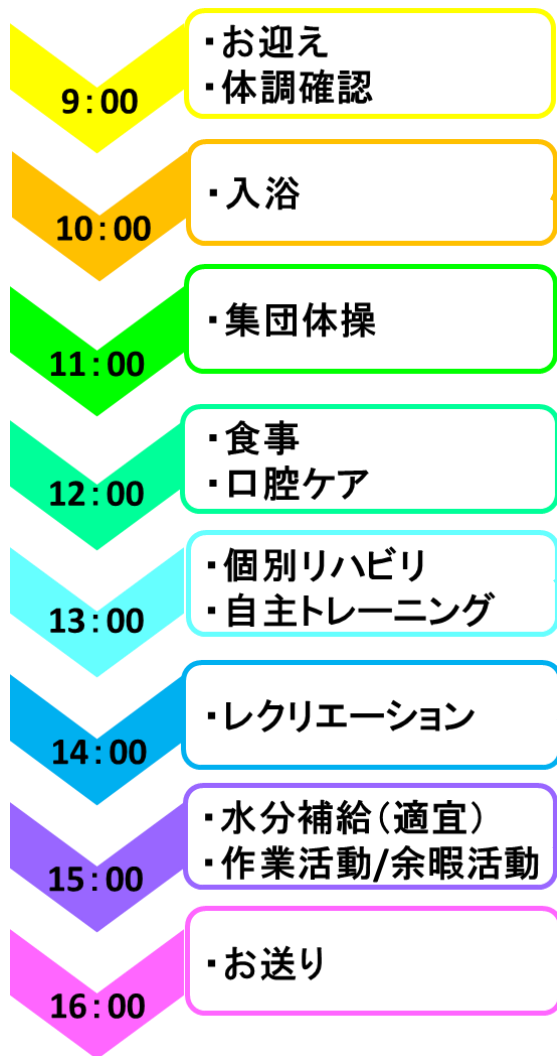 9:00
・お迎え
・体調確認
10:00
・入浴
11:00
・集団体操
12:00
・食事
・口腔ケア
13:00
・個別リハビリ
・自主トレーニング
14:00
・レクリエーション
15:00
・水分補給（適宜）
・作業活動/余暇活動
16:00
・お送り